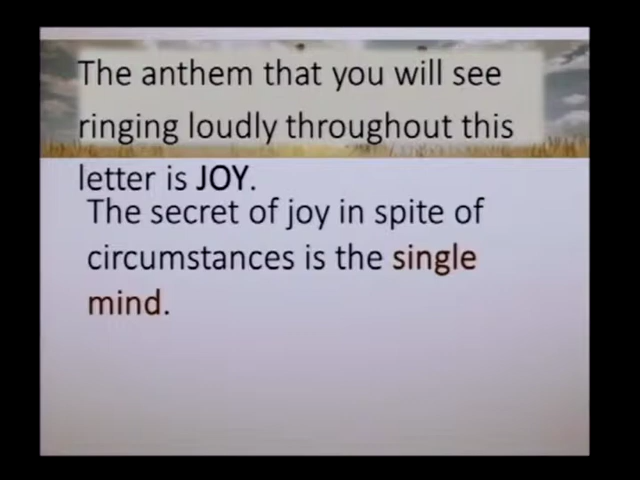 The anthem that you will see
ringing loudly throughout this
letter is JOY.
The secret of joy in spite of
circumstances is the single
mind.